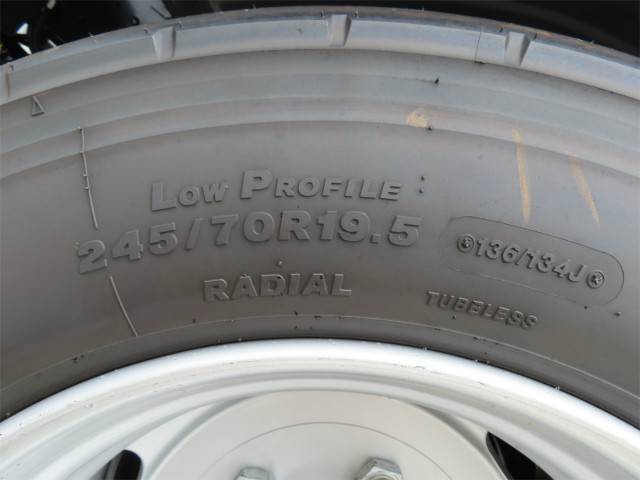 LOW PROFILE
245/70R19.5
136/134J
RADIAL
TUBELESS